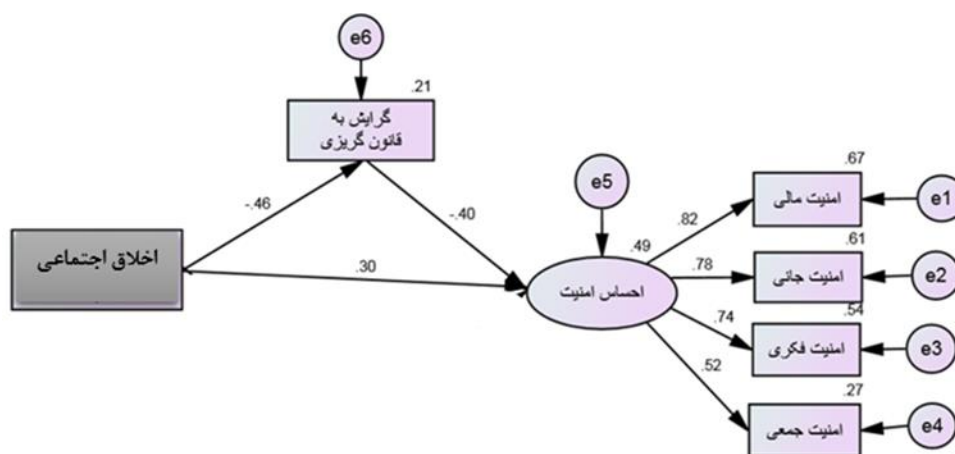 e6
.21
گرایش به
قانون گریزی
-.46
-.40
e5
.67
امنیت مالی
e1
.82
.49
.61
اخلاق اجتماعی
.30
.78
امنیت جانی
e2
احساس امنیت
.54
.74
امنیت فکری
e3
.52
.27
امنیت جمعی
e4